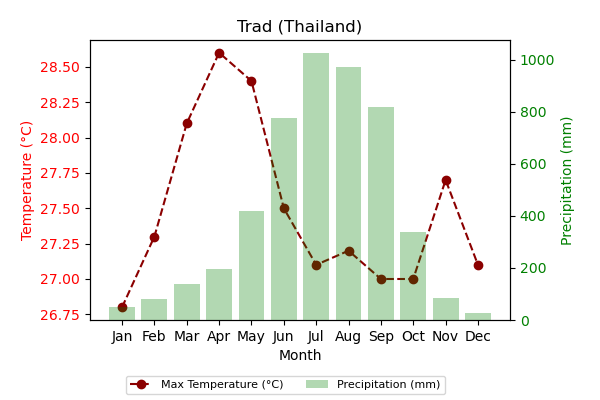 Trad (Thailand)
28.50
28.25
28.00
27.75
27.50
27.25
27.00
26.75
Temperature (°C)
1000
800
600
400
200
0
Precipitation (mm)
Jan Feb Mar Apr May Jun Jul Aug Sep Oct Nov Dec
Month
Max Temperature (°C) Precipitation (mm)